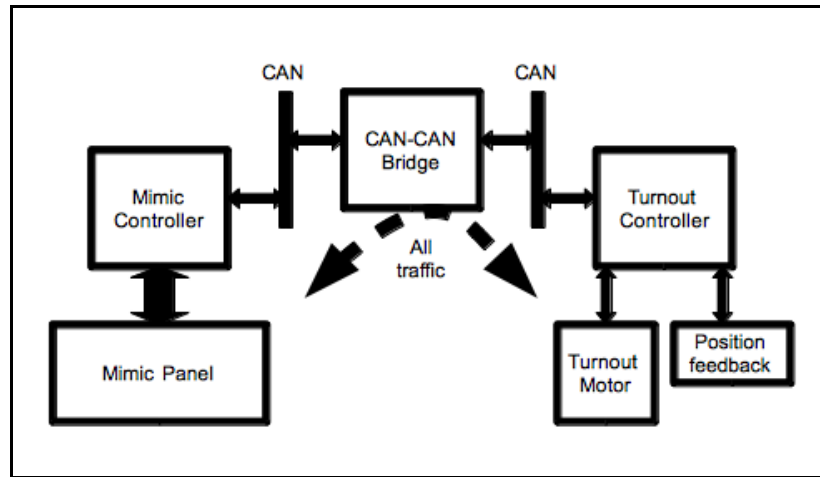 CAN
CAN
CAN-CAN
Bridge
Mimic
Controller
Turnout
Controller
All
traffic
Mimic Panel
Turnout
Motor
Position
feedback